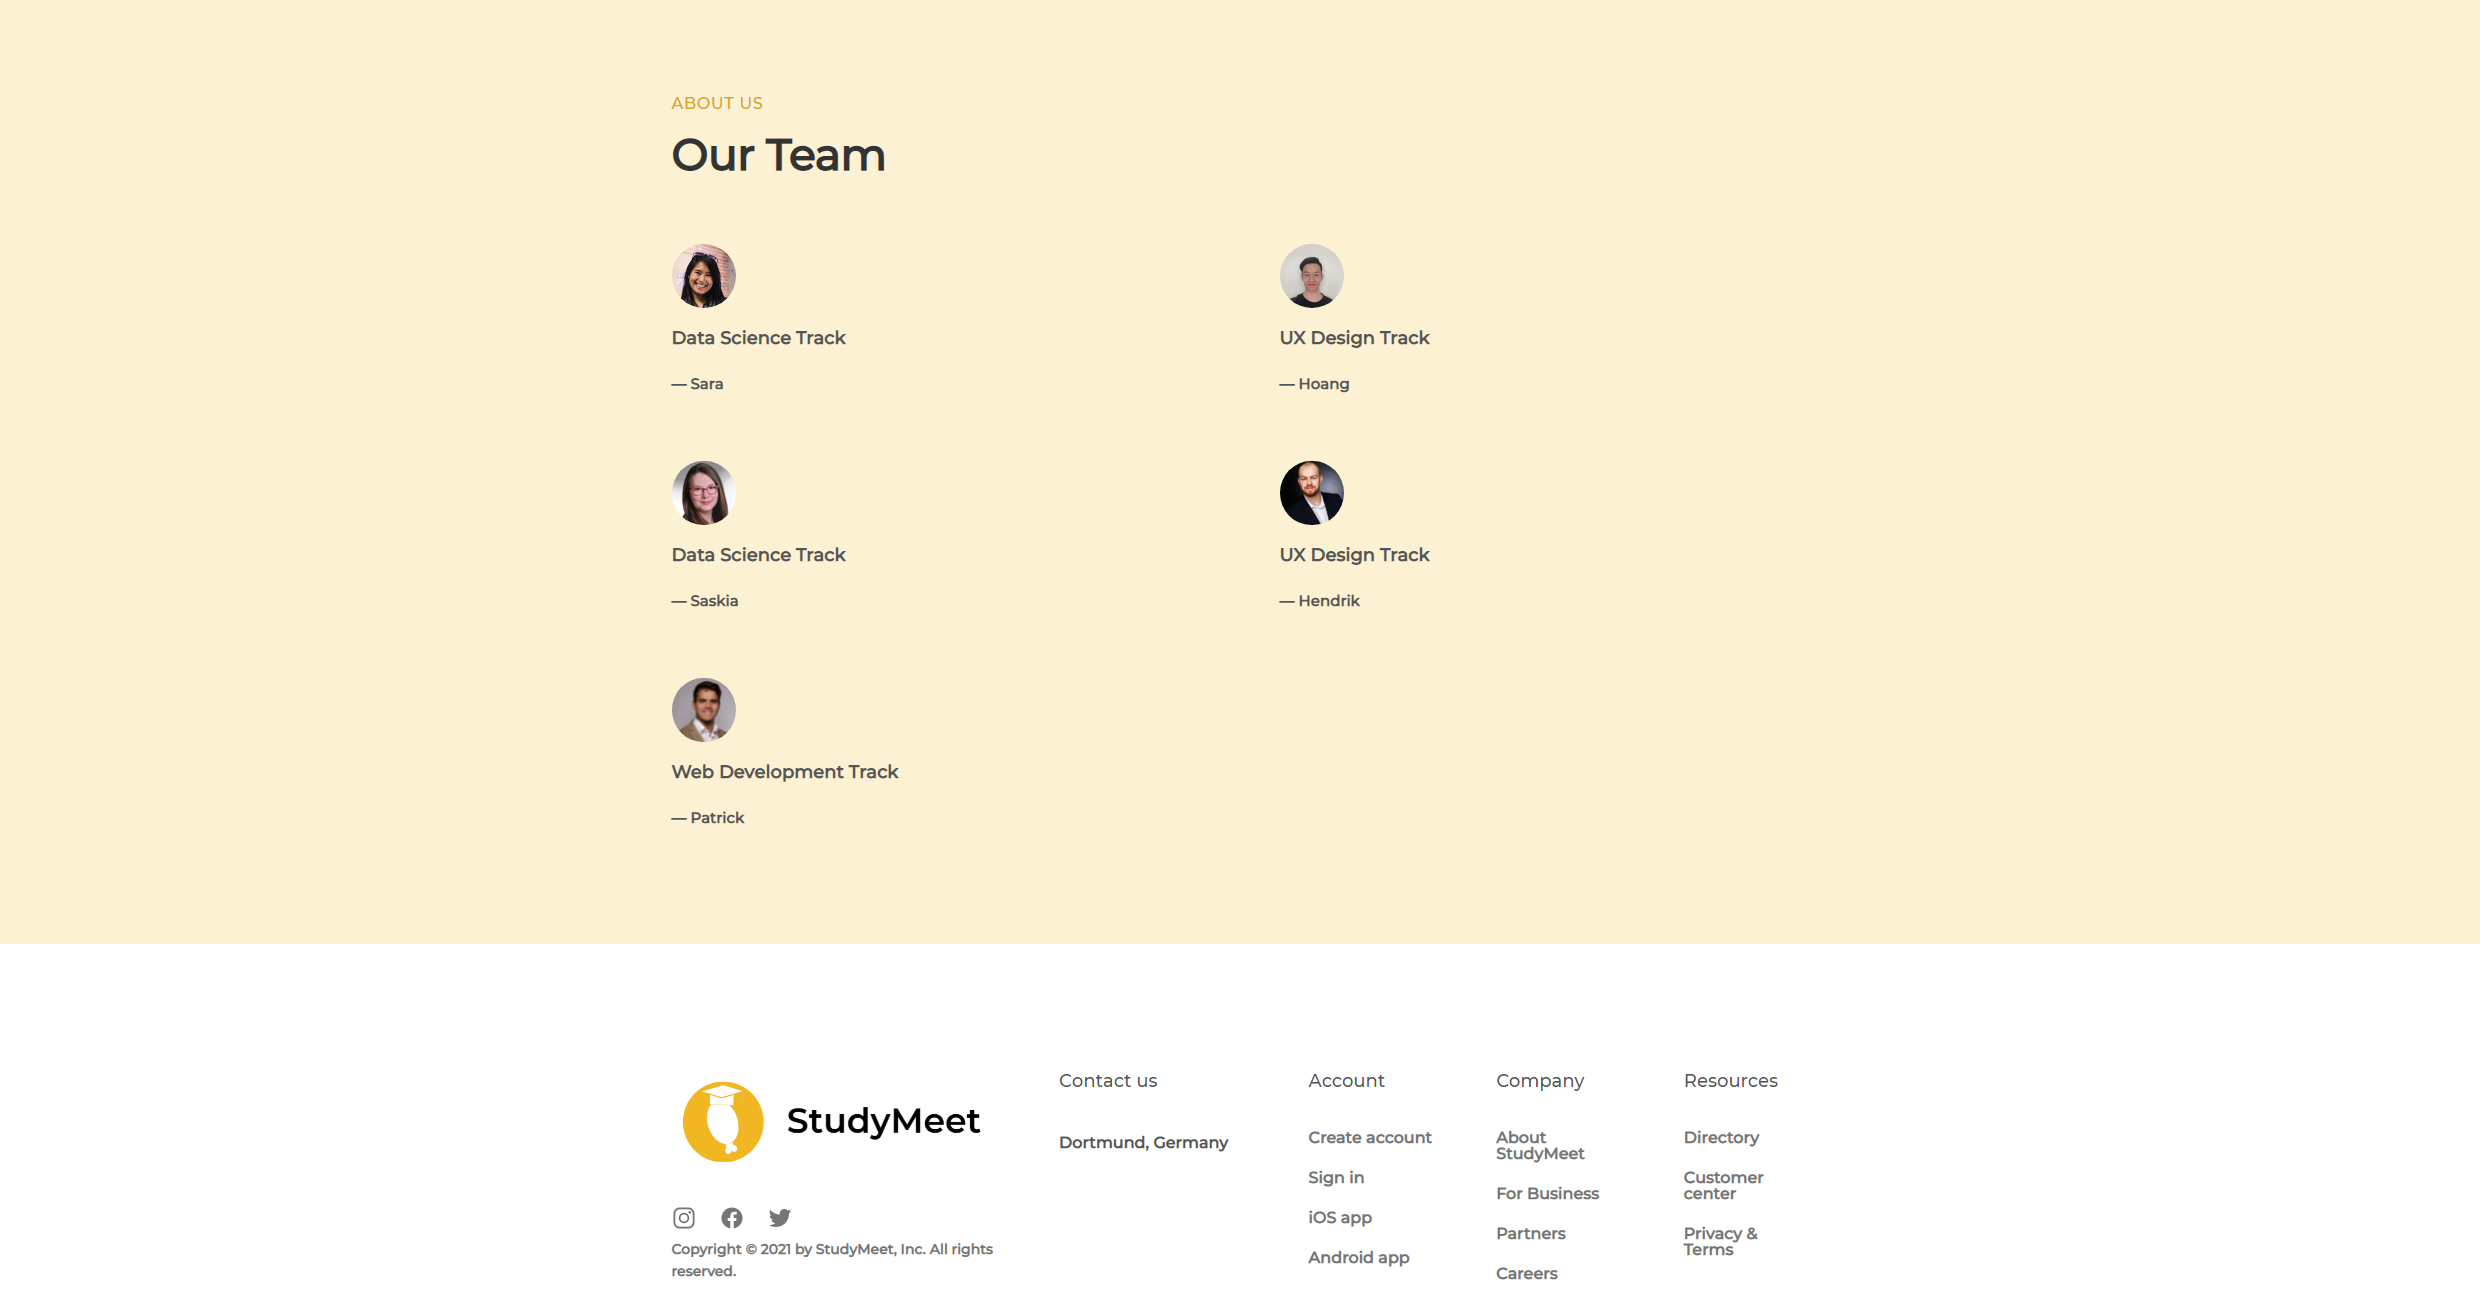 ABOUT US
Our Team
Data Science Track
— Sara
UX Design Track
— Hoang
Data Science Track
— Saskia
UX Design Track
— Hendrik
Web Development Track
— Patrick
StudyMeet
Copyright © 2021 by StudyMeet, Inc. All rights
reserved.
Contact us
Dortmund, Germany
Account
Create account
Sign in
iOS app
Android app
Company
About
StudyMeet
For Business
Partners
Careers
Resources
Directory
Customer
center
Privacy &
Terms